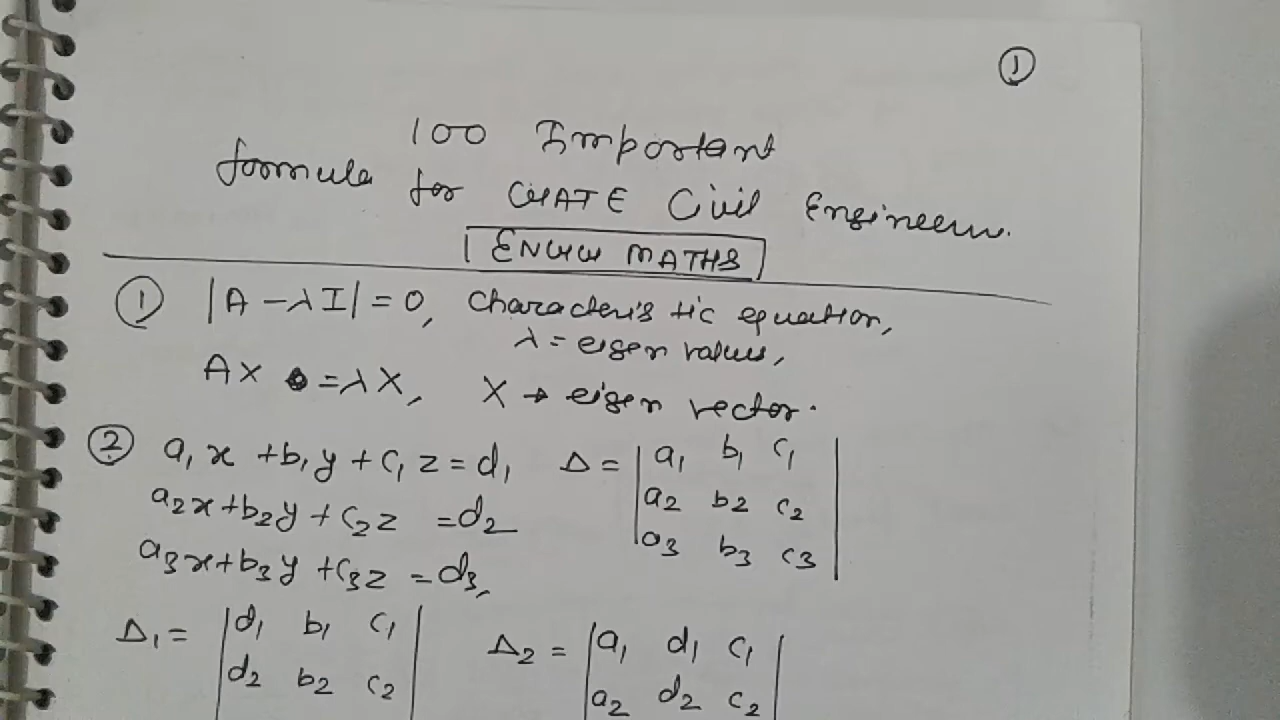 ①
100 Important
formula for GATE Civil Engineers.
ENGG MATHS
① |A - λI| = 0, Characteristic equation,
λ = eigen values,
AX = λX, X → eigen vector.
② a₁x + b₁y + c₁z = d₁ Δ = | a₁ b₁ c₁ |
a₂x + b₂y + c₂z = d₂ | a₂ b₂ c₂ |
a₃x + b₃y + c₃z = d₃, | a₃ b₃ c₃ |
Δ₁ = | d₁ b₁ c₁ | Δ₂ = | a₁ d₁ c₁ |
| d₂ b₂ c₂ | | a₂ d₂ c₂ |